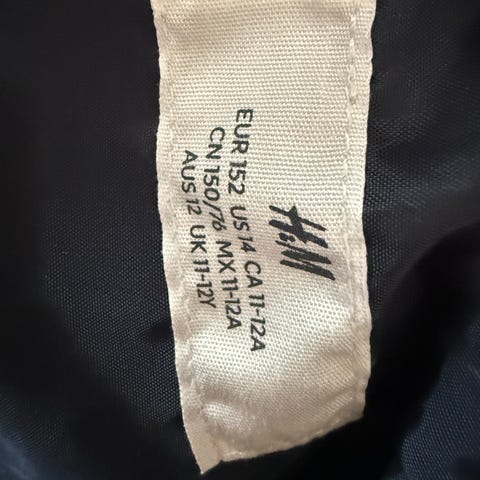 H&M
EUR 152 US 14 CA 11-12A
CN 150/76 MX 11-12A
AUS 12 UK 11-12Y